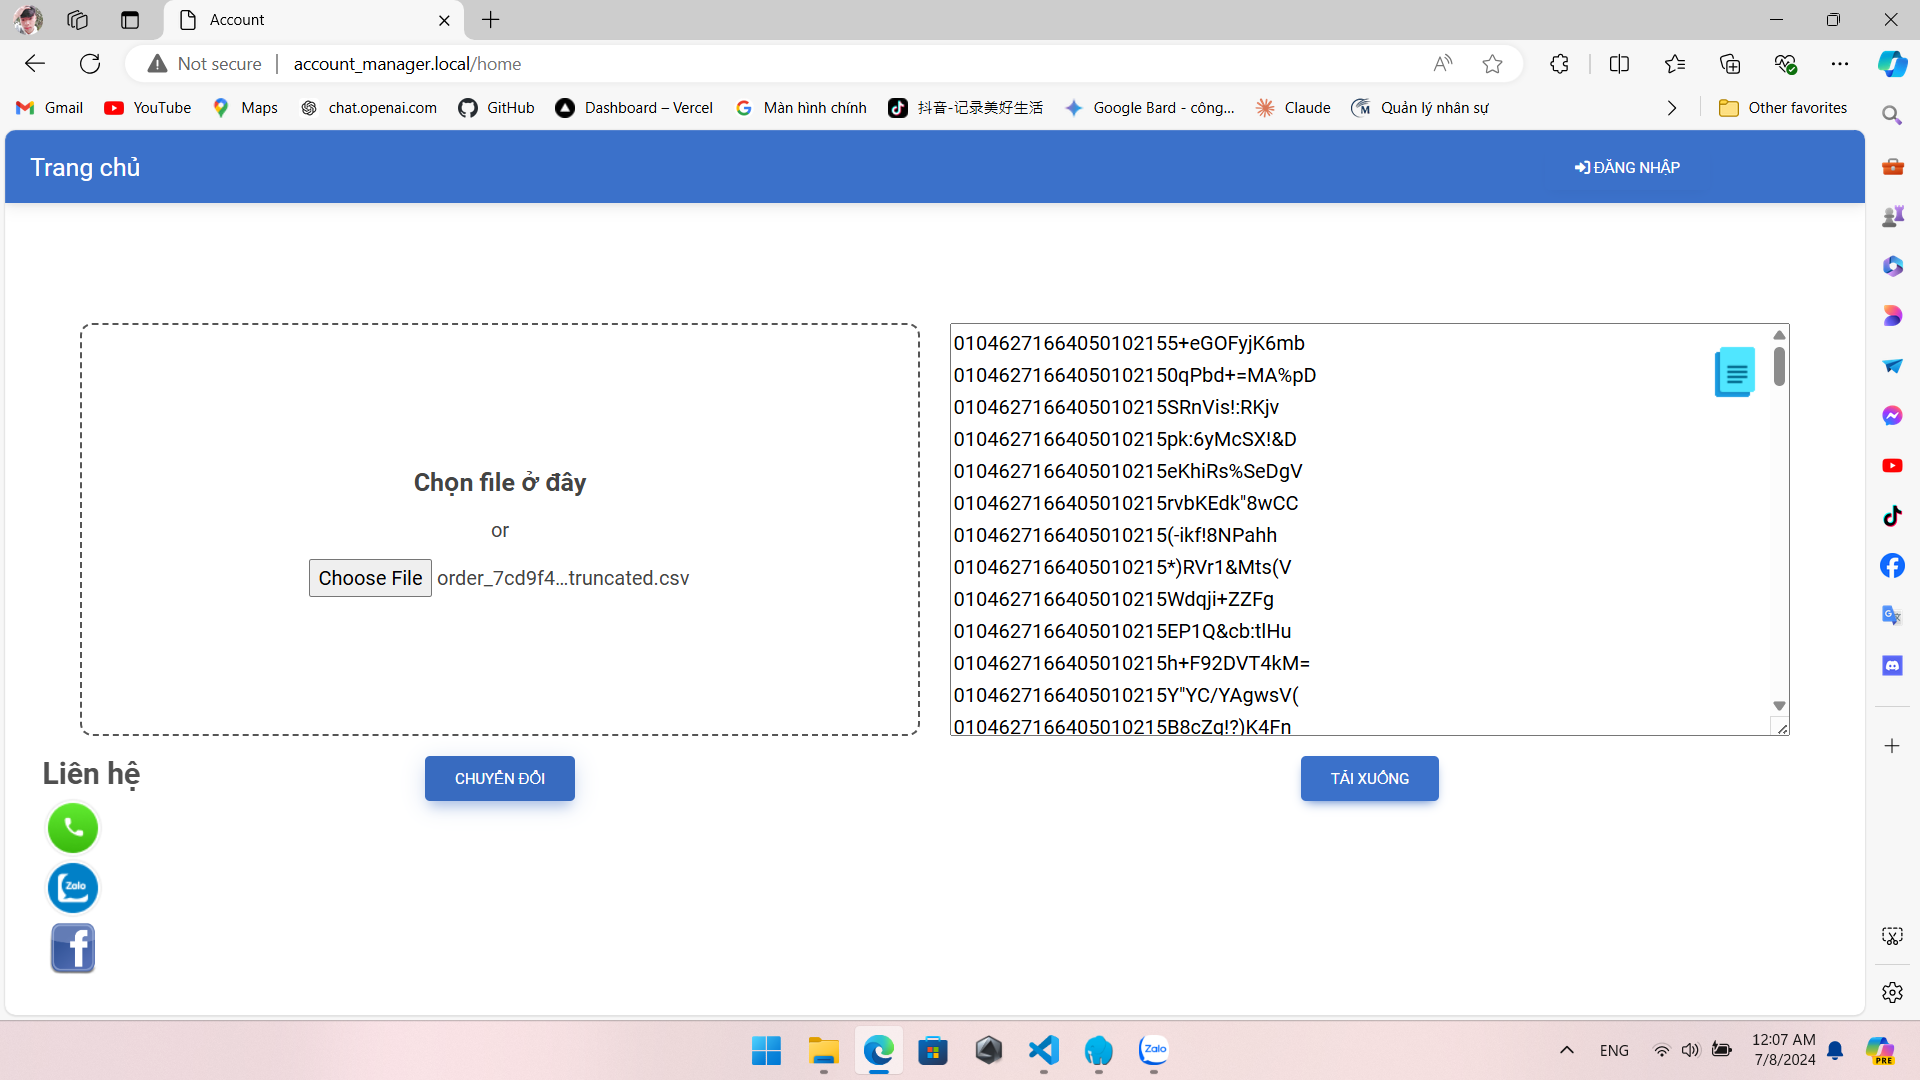 Account
Not secure
account_manager.local/home
Gmail
YouTube
Maps
chat.openai.com
GitHub
Dashboard – Vercel
Màn hình chính
抖音-记录美好生活
Google Bard - công...
Claude
Quản lý nhân sự
Other favorites
Trang chủ
ĐĂNG NHẬP
Chọn file ở đây
or
Choose File order_7cd9f4...truncated.csv
01046271664050102155+eGOFyjK6mb
01046271664050102150qPbd+=MA%pD
0104627166405010215SRnVis!:RKjv
0104627166405010215pk:6yMcSX!&D
0104627166405010215eKhiRs%SeDgV
0104627166405010215rvbKEdk"8wCC
0104627166405010215(-ikf!8NPahh
0104627166405010215*)RVr1&Mts(V
0104627166405010215Wdqji+ZZFg
0104627166405010215EP1Q&cb:tlHu
0104627166405010215h+F92DVT4kM=
0104627166405010215Y"YC/YAgwsV(
0104627166405010215B8cZq!?)K4Fn
CHUYỂN ĐỔI
TẢI XUỐNG
Liên hệ
Zalo
f
Zalo
ENG
12:07 AM
7/8/2024
PRE